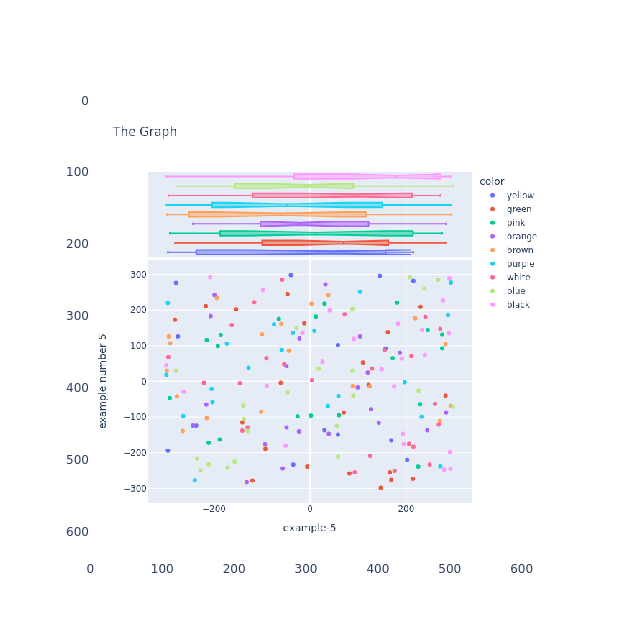 0
The Graph
100
200
300
400
500
600
color
yellow
green
pink
orange
brown
purple
white
blue
black
300
200
100
0
−100
−200
−300
example number 5
−200
0
200
example-5
0
100
200
300
400
500
600